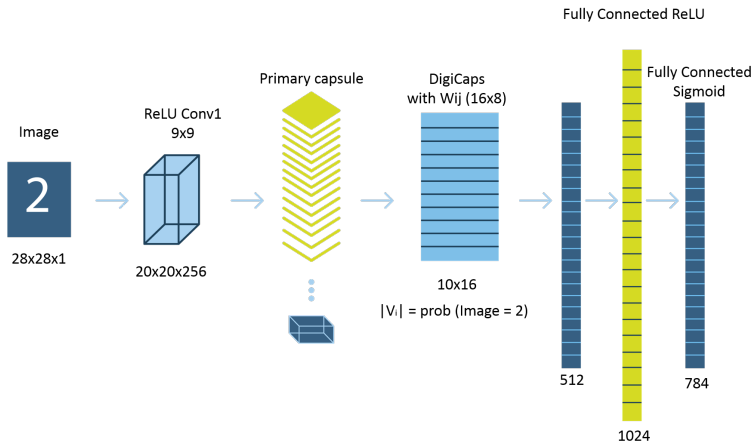 Fully Connected ReLU
Primary capsule
DigiCaps
with Wij (16x8)
Fully Connected
Sigmoid
ReLU Conv1
9x9
Image
2
28x28x1
20x20x256
10x16
|Vᵢ| = prob (Image = 2)
512
784
1024